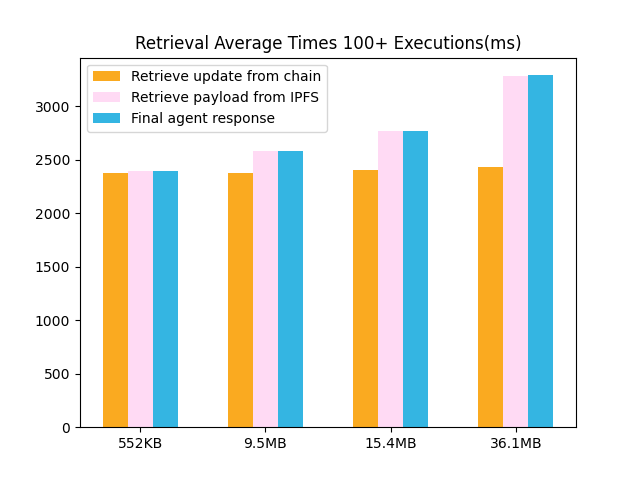 Retrieval Average Times 100+ Executions(ms)
Retrieve update from chain
Retrieve payload from IPFS
Final agent response
3000
2500
2000
1500
1000
500
0
552KB 9.5MB 15.4MB 36.1MB